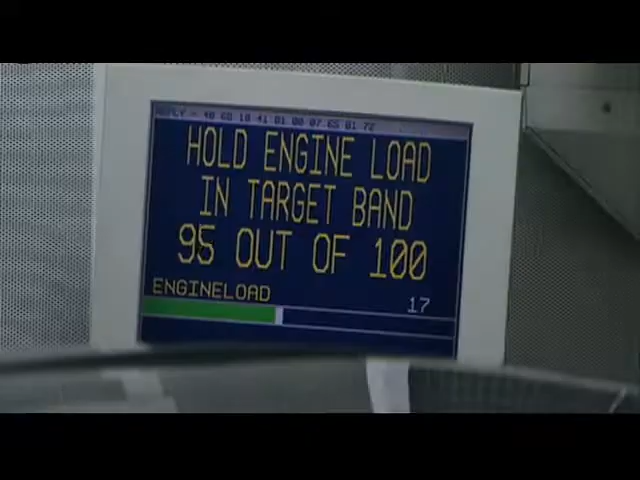 HOLD ENGINE LOAD
IN TARGET BAND
95 OUT OF 100
ENGINELOAD 17